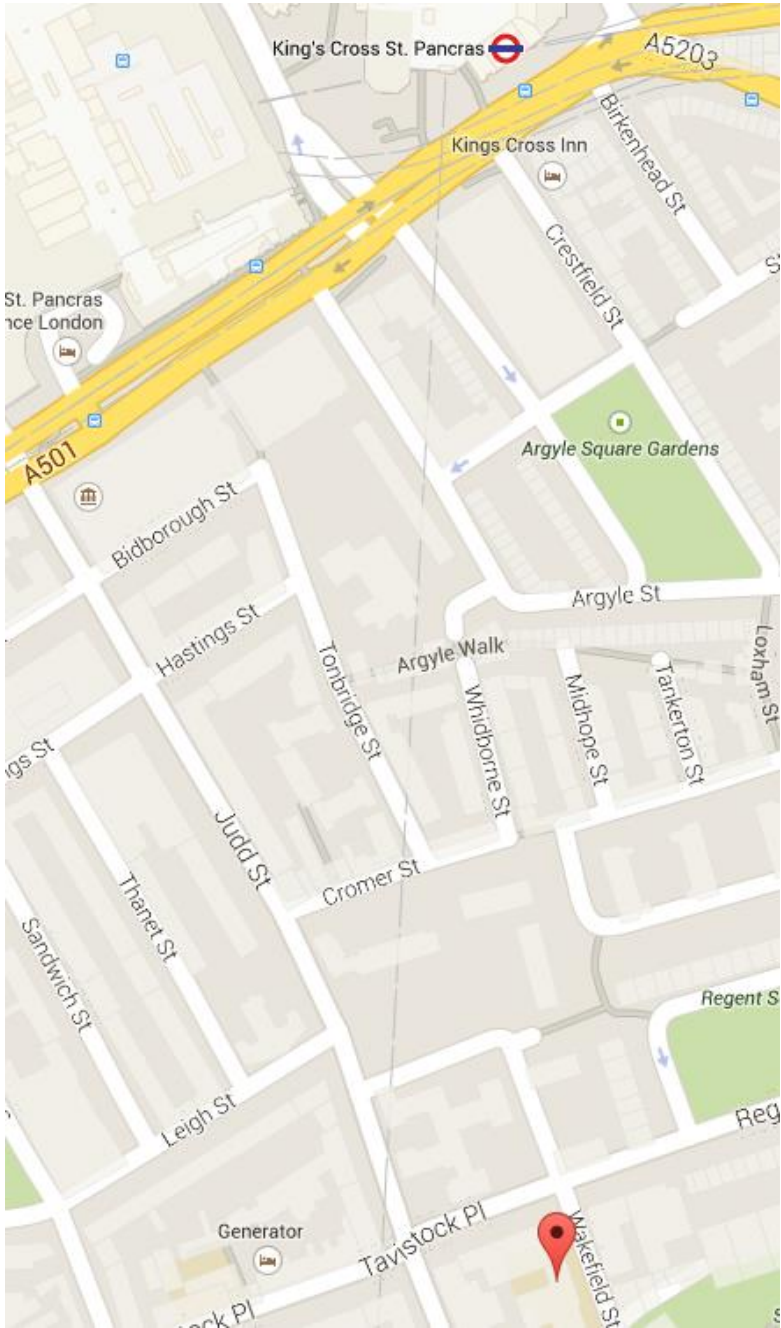 King's Cross St. Pancras
A5203
Kings Cross Inn
Birkenhead St
Crestfield St
St. Pancras
nce London
A501
Argyle Square Gardens
Bidborough St
Hastings St
Argyle St
Argyle Walk
Tonbridge St
Whidborne St
Midhope St
Tankerton St
Loxham St
gs St
Judd St
Cromer St
Thanet St
Sandwich St
Regent S
Leigh St
Reg
Generator
Tavistock Pl
Wakefield St
stock Pl